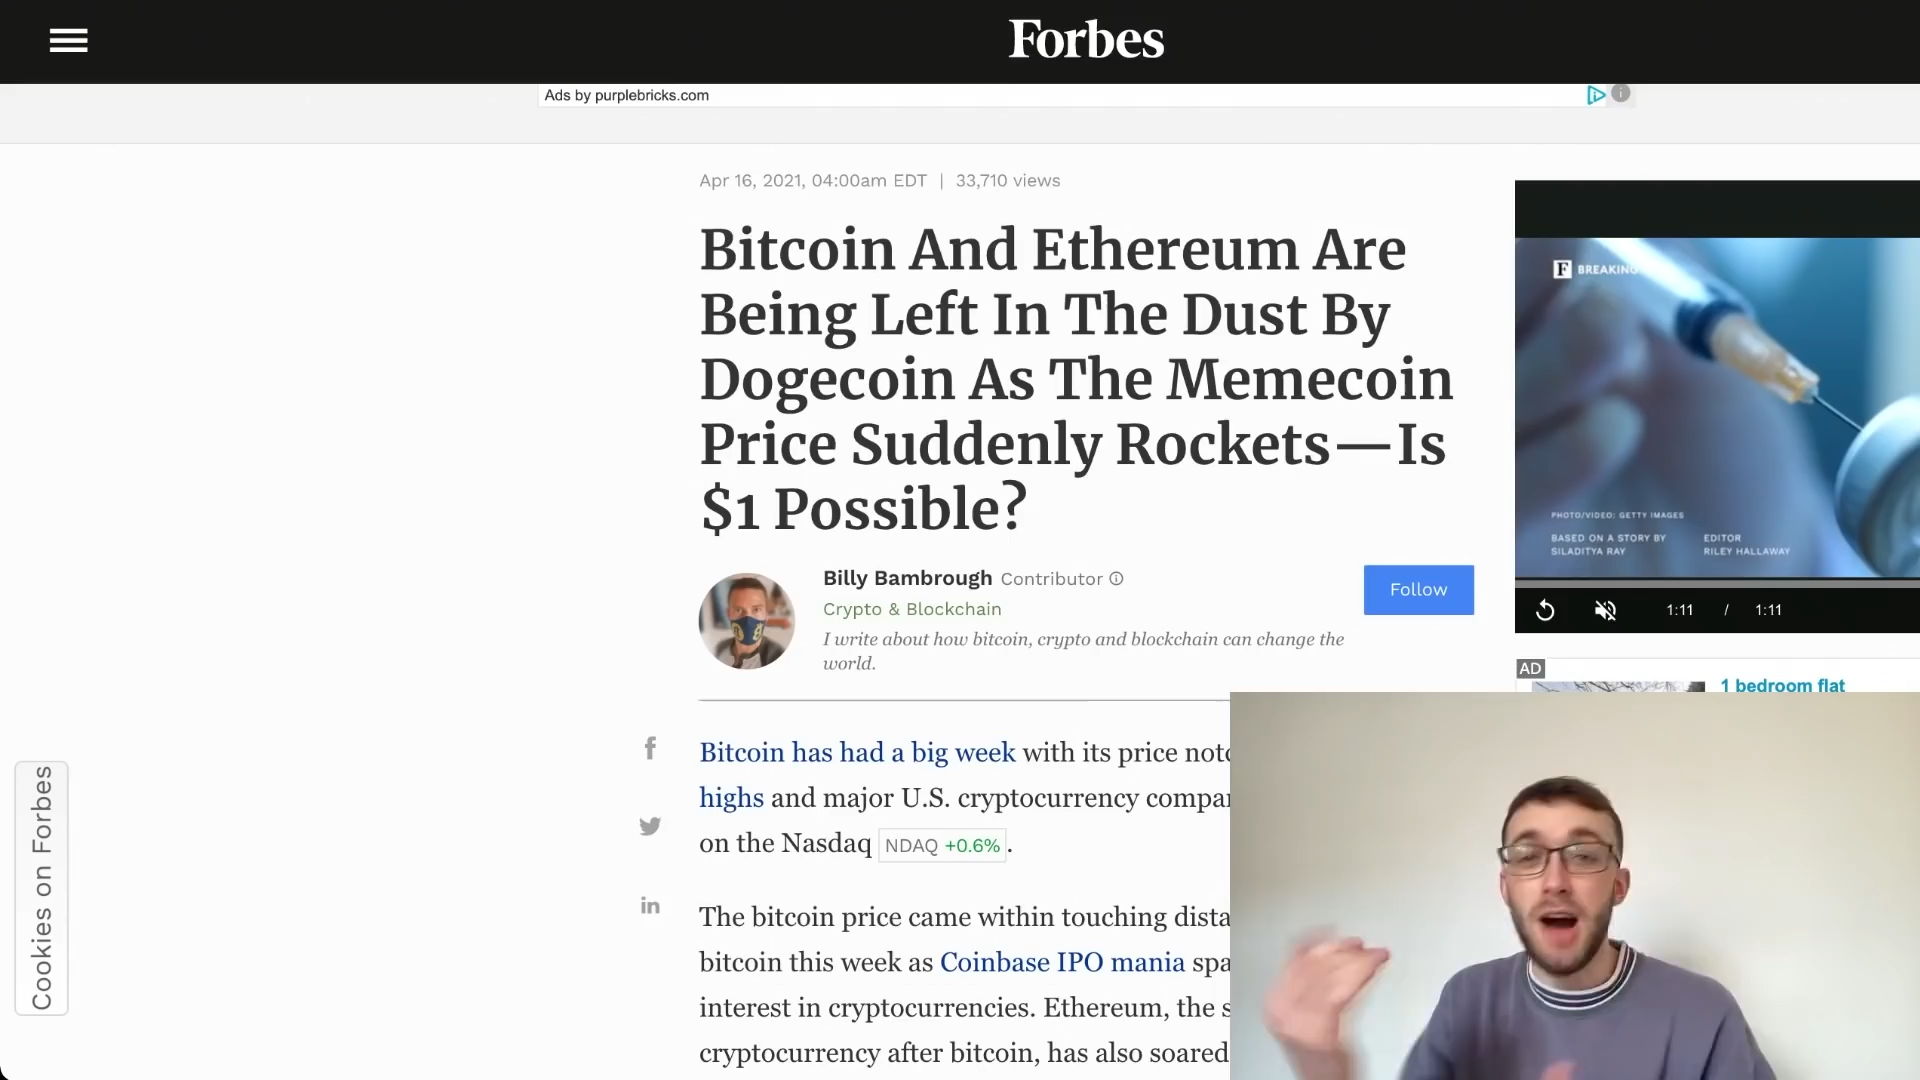 Forbes
Ads by purplebricks.com
Apr 16, 2021, 04:00am EDT | 33,710 views
Bitcoin And Ethereum Are
Being Left In The Dust By
Dogecoin As The Memecoin
Price Suddenly Rockets—Is
$1 Possible?
Billy Bambrough Contributor
Crypto & Blockchain
I write about how bitcoin, crypto and blockchain can change the
world.
Follow
F BREAKING
PHOTO/VIDEO: GETTY IMAGES
BASED ON A STORY BY
SILADITYA RAY
EDITOR
RILEY HALLAWAY
1:11 / 1:11
AD
1 bedroom flat
Bitcoin has had a big week with its price
highs and major U.S. cryptocurrency
on the Nasdaq NDAQ +0.6% .
The bitcoin price came within touching
bitcoin this week as Coinbase IPO mania
interest in cryptocurrencies. Ethereum, the
cryptocurrency after bitcoin, has also soared
Cookies on Forbes